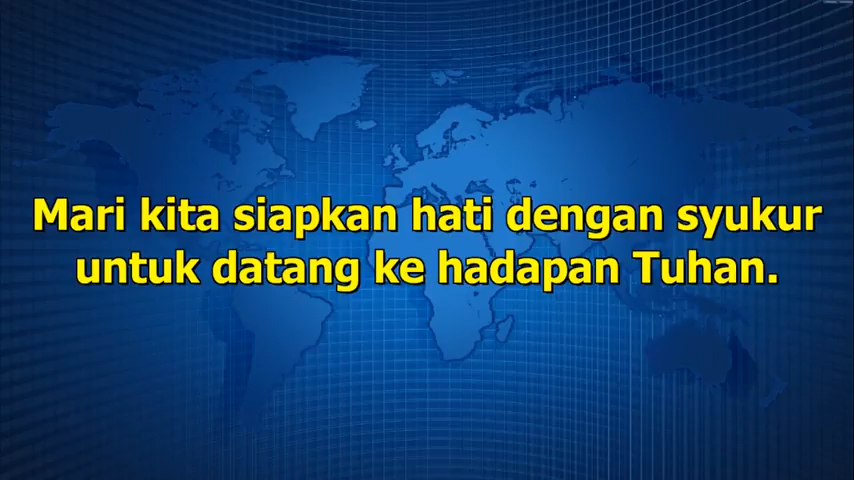 Mari kita siapkan hati dengan syukur
untuk datang ke hadapan Tuhan.